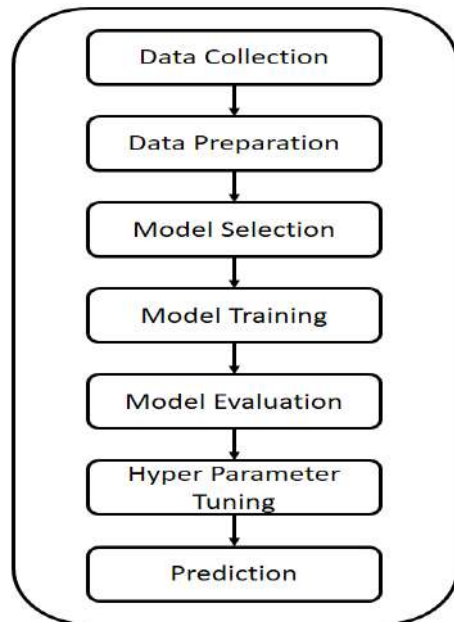 Data Collection
Data Preparation
Model Selection
Model Training
Model Evaluation
Hyper Parameter
Tuning
Prediction